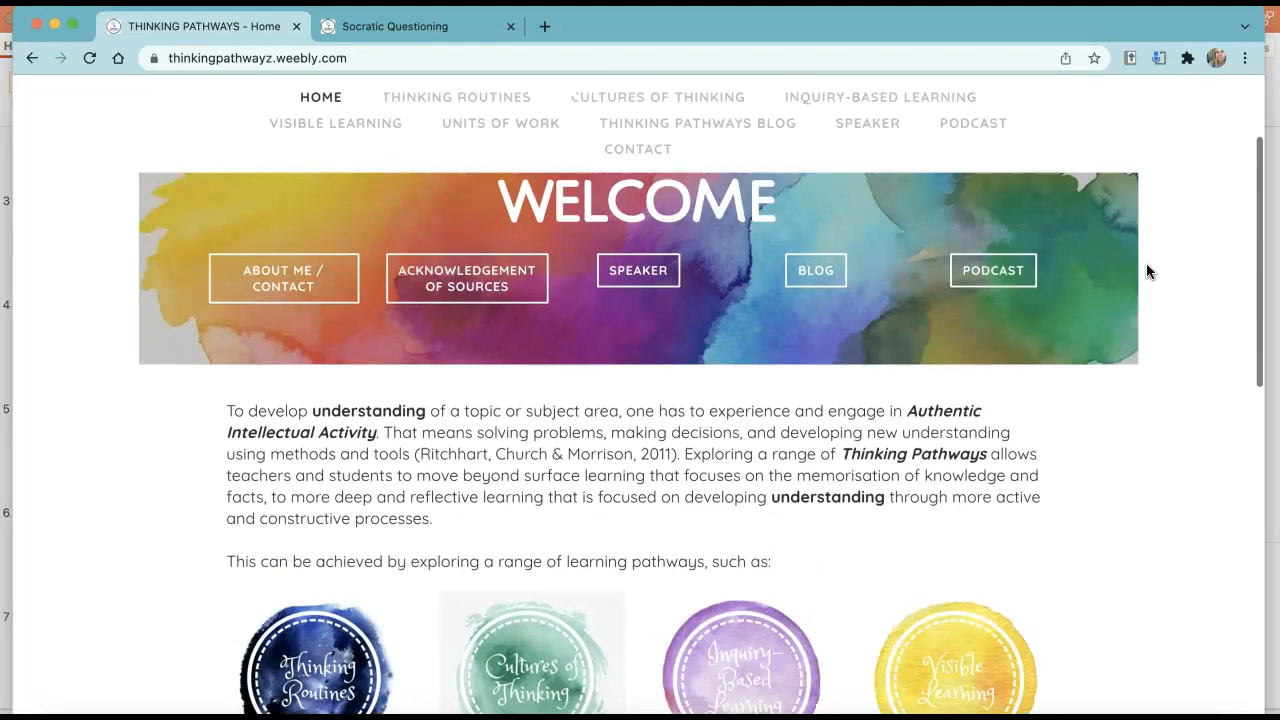 THINKING PATHWAYS - Home
Socratic Questioning
thinkingpathwayz.weebly.com
HOME THINKING ROUTINES CULTURES OF THINKING INQUIRY-BASED LEARNING
VISIBLE LEARNING UNITS OF WORK THINKING PATHWAYS BLOG SPEAKER PODCAST
CONTACT
WELCOME
ABOUT ME /
CONTACT
ACKNOWLEDGEMENT
OF SOURCES
SPEAKER
BLOG
PODCAST
To develop understanding of a topic or subject area, one has to experience and engage in Authentic
Intellectual Activity. That means solving problems, making decisions, and developing new understanding
using methods and tools (Ritchhart, Church & Morrison, 2011). Exploring a range of Thinking Pathways allows
teachers and students to move beyond surface learning that focuses on the memorisation of knowledge and
facts, to more deep and reflective learning that is focused on developing understanding through more active
and constructive processes.
This can be achieved by exploring a range of learning pathways, such as:
Thinking
Routines
Cultures of
Thinking
Inquiry-
Based
Learning
Visible
Learning
3
4
5
6
7